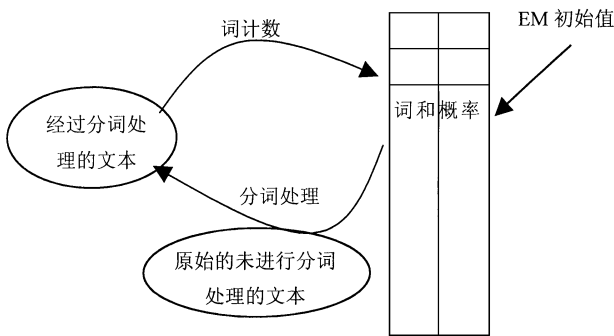 词计数
EM 初始值
词和概率
经过分词处
理的文本
分词处理
原始的未进行分词
处理的文本